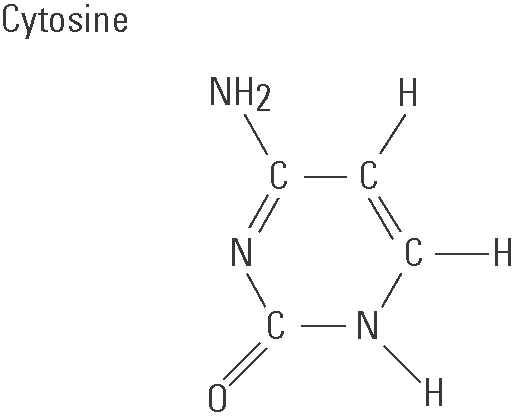 Cytosine
NH2 H
C C
N C H
C N
O H